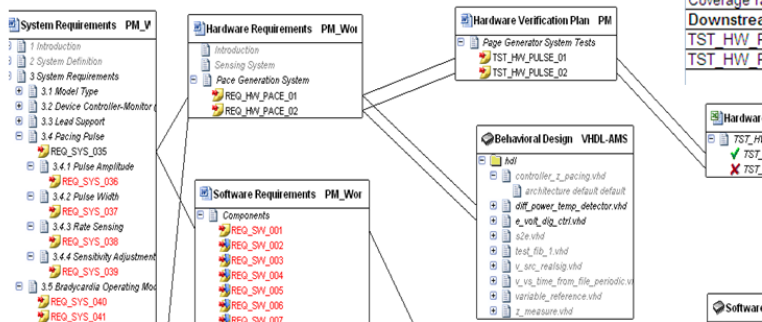 System Requirements PM_W
1 Introduction
2 System Definition
3 System Requirements
3.1 Model Type
3.2 Device Controller-Monitor (
3.3 Lead Support
3.4 Pacing Pulse
REQ_SYS_035
3.4.1 Pulse Amplitude
REQ_SYS_036
3.4.2 Pulse Width
REQ_SYS_037
3.4.3 Rate Sensing
REQ_SYS_038
3.4.4 Sensitivity Adjustment
REQ_SYS_039
3.5 Bradycardia Operating Mod
REQ_SYS_040
REQ_SYS_041
Hardware Requirements PM_Wor
Introduction
Sensing System
Pace Generation System
REQ_HW_PACE_01
REQ_HW_PACE_02
Software Requirements PM_Wor
Components
REQ_SW_001
REQ_SW_002
REQ_SW_003
REQ_SW_004
REQ_SW_005
REQ_SW_006
REQ_SW_007
Hardware Verification Plan PM
Page Generator System Tests
TST_HW_PULSE_01
TST_HW_PULSE_02
Behavioral Design VHDL-AMS
hdl
controller_z_pacing.vhd
architecture default default
diff_power_temp_detector.vhd
e_volt_dig_ctrl.vhd
s2e.vhd
test_fib_1.vhd
v_src_realsig.vhd
v_vs_time_from_file_periodic.v
variable_reference.vhd
z_measure.vhd
Coverage ra
Downstrea
TST_HW_P
TST_HW_P
Hardware
TST_HW
TST_
TST_
Software